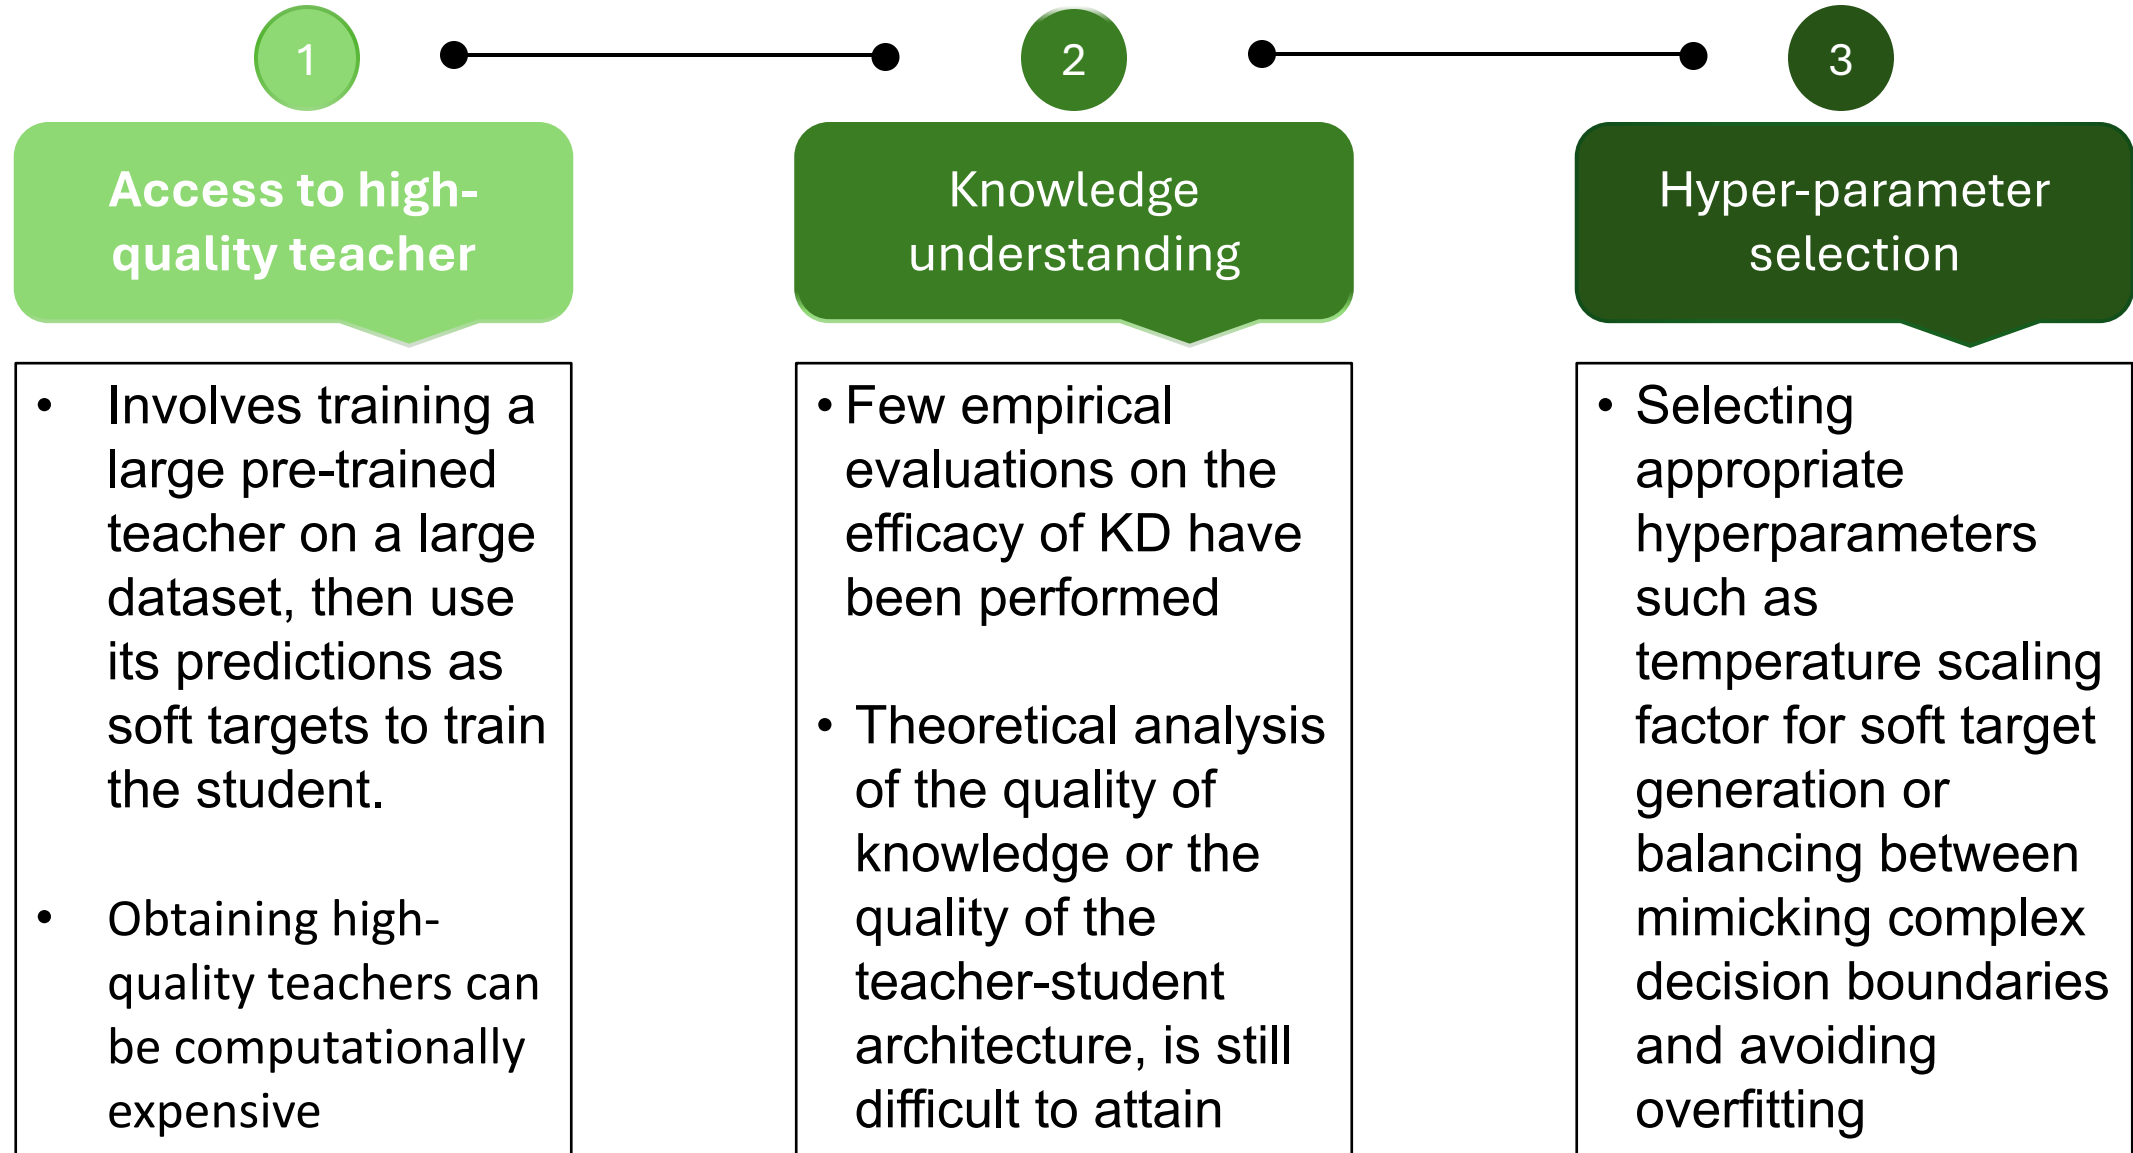 1
Access to high-
quality teacher
• Involves training a
large pre-trained
teacher on a large
dataset, then use
its predictions as
soft targets to train
the student.
• Obtaining high-
quality teachers can
be computationally
expensive
2
Knowledge
understanding
• Few empirical
evaluations on the
efficacy of KD have
been performed
• Theoretical analysis
of the quality of
knowledge or the
quality of the
teacher-student
architecture, is still
difficult to attain
3
Hyper-parameter
selection
• Selecting
appropriate
hyperparameters
such as
temperature scaling
factor for soft target
generation or
balancing between
mimicking complex
decision boundaries
and avoiding
overfitting